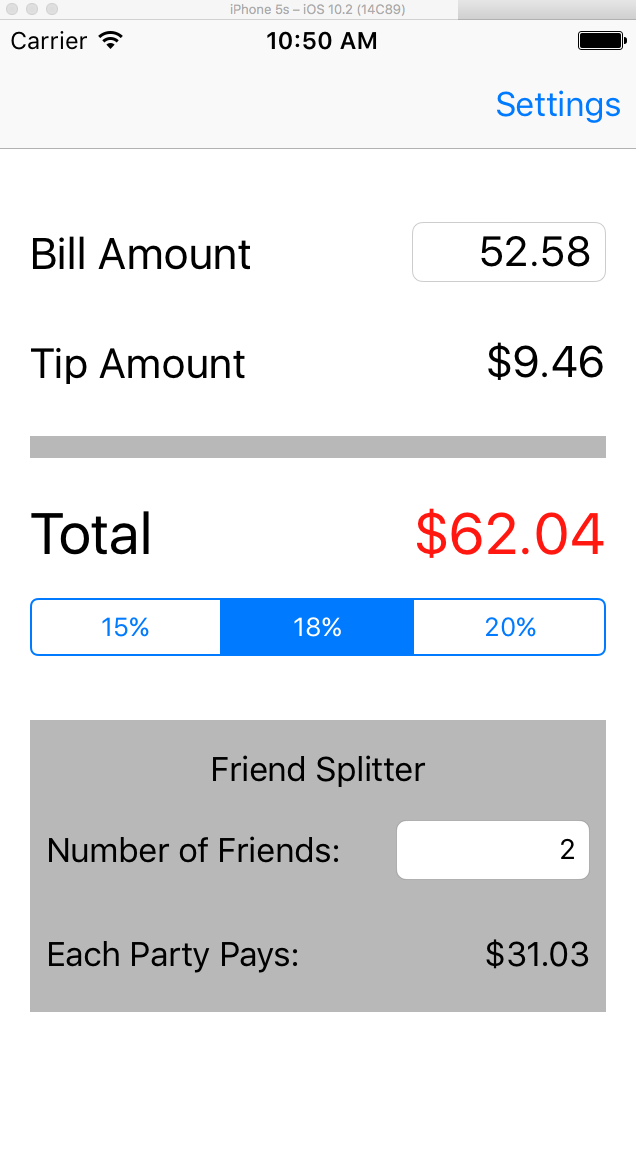 iPhone 5s – iOS 10.2 (14C89)
Carrier 10:50 AM
Settings
Bill Amount 52.58
Tip Amount $9.46
Total $62.04
15% 18% 20%
Friend Splitter
Number of Friends: 2
Each Party Pays: $31.03